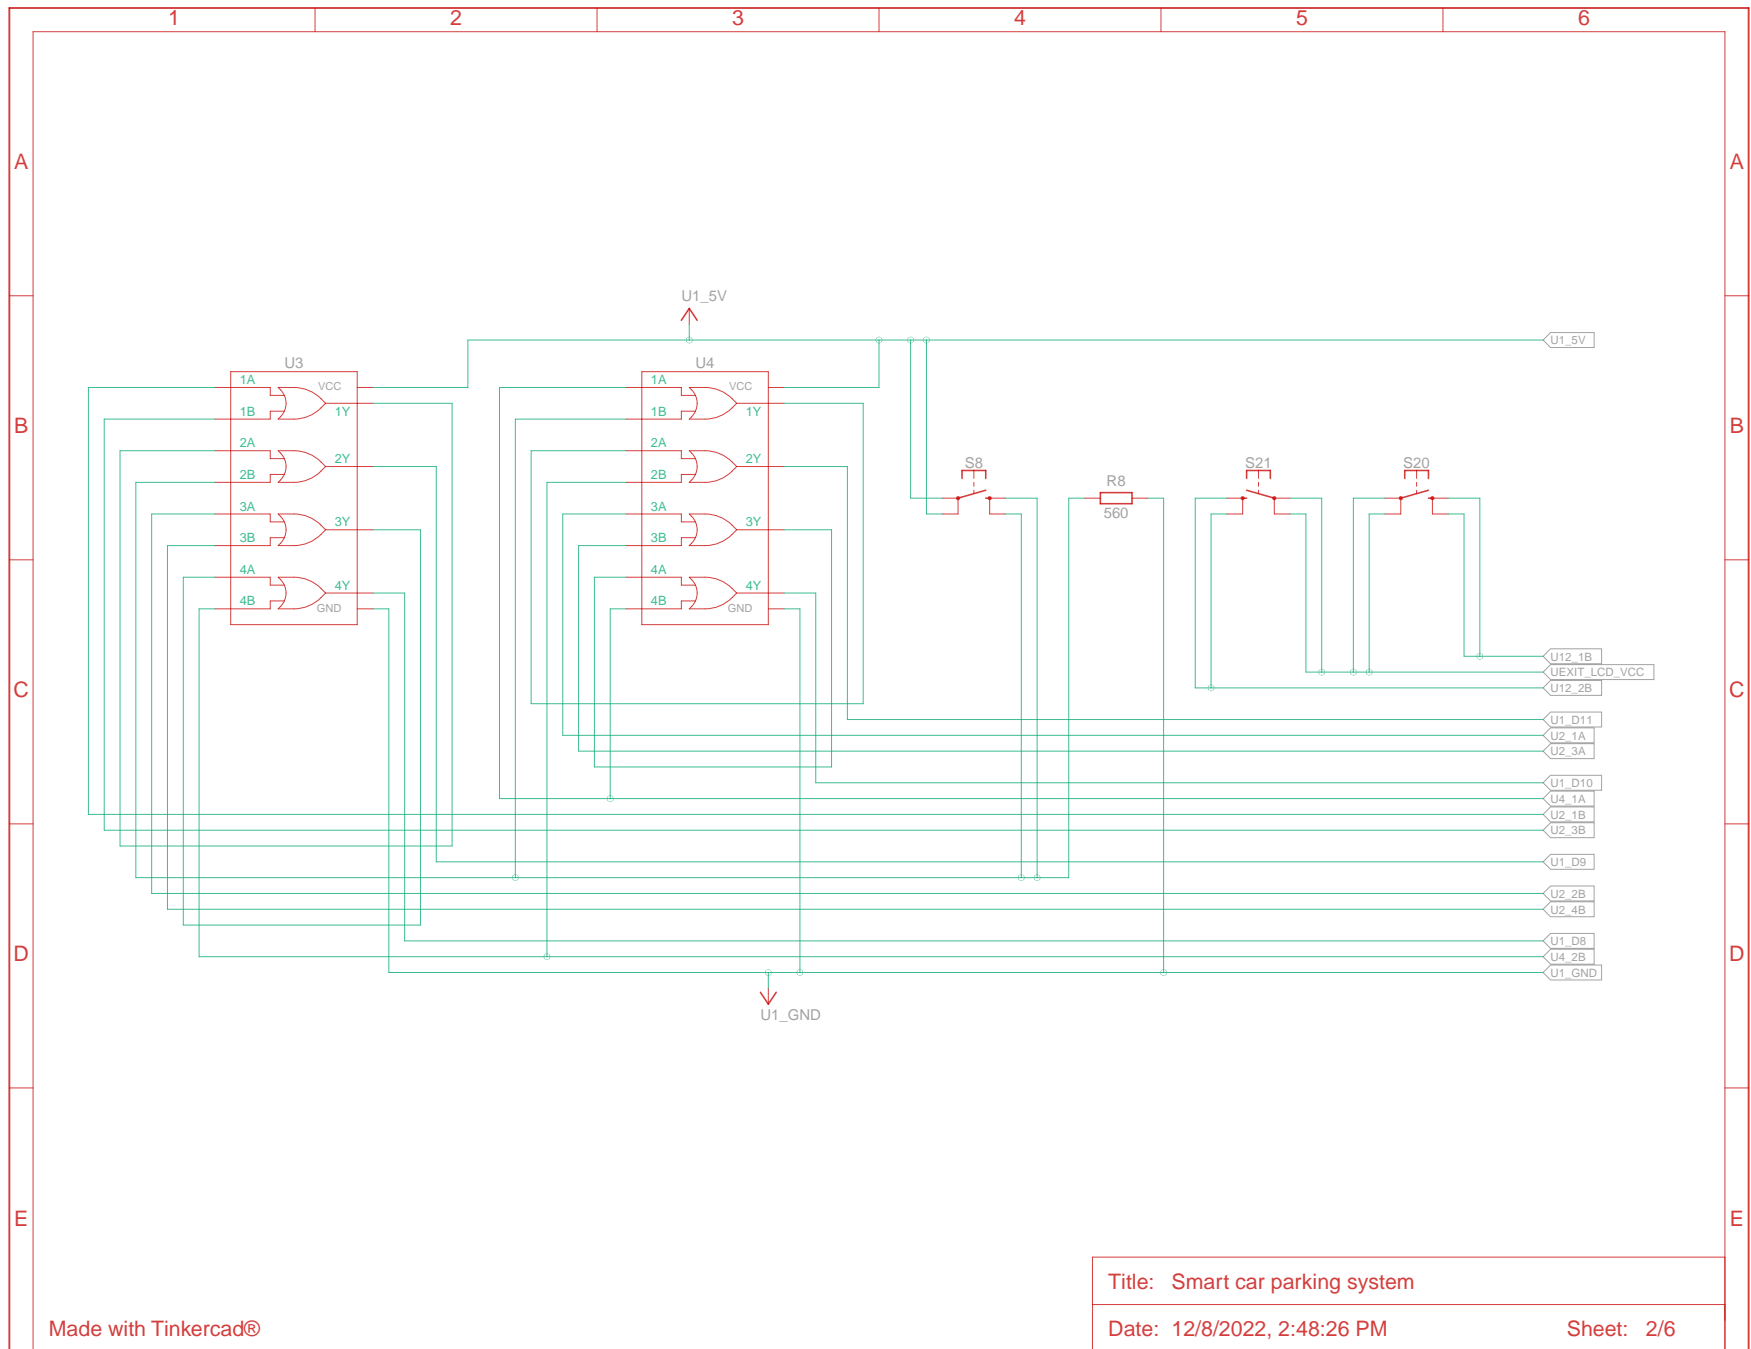 1 2 3 4 5 6
A A
U1_5V
U1_5V
U3 U4
1A VCC 1A VCC
1B 1Y 1B 1Y
B B
2A 2Y 2A 2Y
2B 2B
S8 S21 S20
R8
560
3A 3Y 3A 3Y
3B 3B
4A 4Y 4A 4Y
4B GND 4B GND
U12_1B
UEXIT_LCD_VCC
U12_2B
C C
U1_D11
U2_1A
U2_3A
U1_D10
U4_1A
U2_1B
U2_3B
U1_D9
U2_2B
U2_4B
U1_D8
U4_2B
D D
U1_GND
U1_GND
E E
Title: Smart car parking system
Made with Tinkercad®
Date: 12/8/2022, 2:48:26 PM Sheet: 2/6